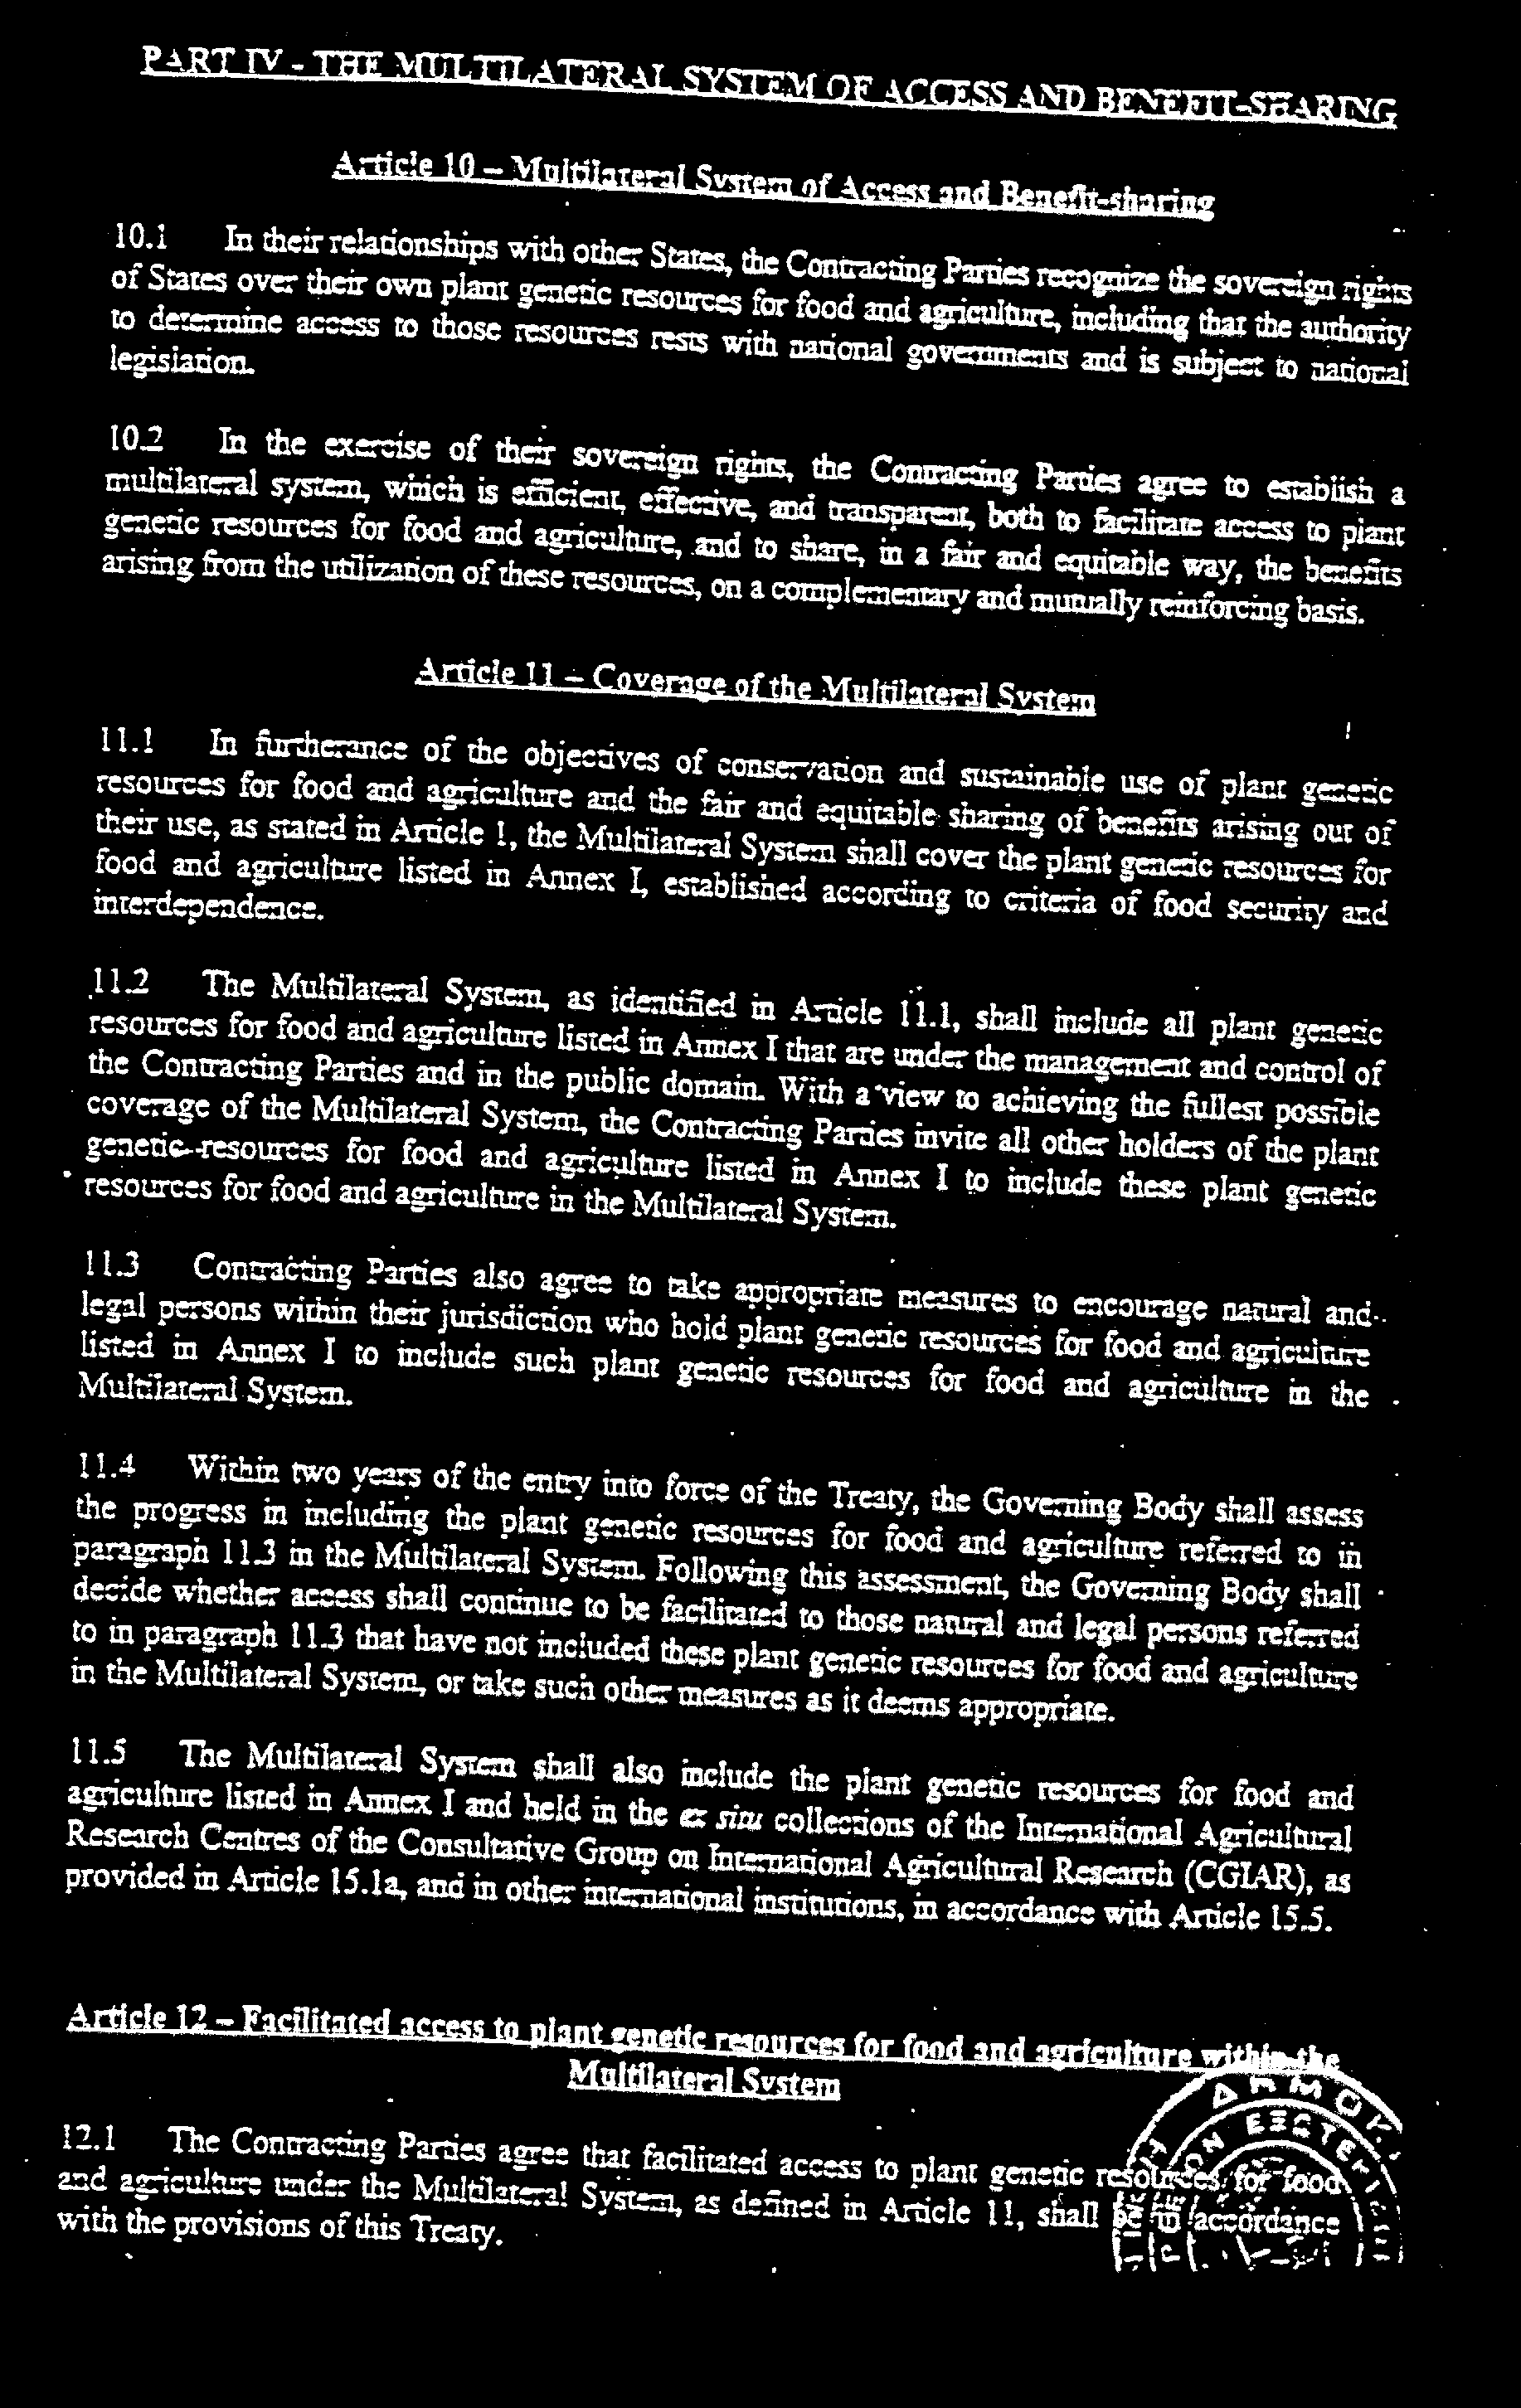 PART IV - THE MULTILATERAL SYSTEM OF ACCESS AND BENEFIT-SHARING
Article 10 – Multilateral System of Access and Benefit-sharing
10.1 In their relationships with other States, the Contracting Parties recognize the sovereign rights
of States over their own plant genetic resources for food and agriculture, including that the authority
to determine access to those resources rests with national governments and is subject to national
legislation.
10.2 In the exercise of their sovereign rights, the Contracting Parties agree to establish a
multilateral system, which is efficient, effective, and transparent, both to facilitate access to plant
genetic resources for food and agriculture, and to share, in a fair and equitable way, the benefits
arising from the utilization of these resources, on a complementary and mutually reinforcing basis.
Article 11 – Coverage of the Multilateral System
11.1 In furtherance of the objectives of conservation and sustainable use of plant genetic
resources for food and agriculture and the fair and equitable sharing of benefits arising out of
their use, as stated in Article 1, the Multilateral System shall cover the plant genetic resources for
food and agriculture listed in Annex I, established according to criteria of food security and
interdependence.
11.2 The Multilateral System, as identified in Article 11.1, shall include all plant genetic
resources for food and agriculture listed in Annex I that are under the management and control of
the Contracting Parties and in the public domain. With a view to achieving the fullest possible
coverage of the Multilateral System, the Contracting Parties invite all other holders of the plant
genetic resources for food and agriculture listed in Annex I to include these plant genetic
resources for food and agriculture in the Multilateral System.
11.3 Contracting Parties also agree to take appropriate measures to encourage natural and
legal persons within their jurisdiction who hold plant genetic resources for food and agriculture
listed in Annex I to include such plant genetic resources for food and agriculture in the
Multilateral System.
11.4 Within two years of the entry into force of the Treaty, the Governing Body shall assess
the progress in including the plant genetic resources for food and agriculture referred to in
paragraph 11.3 in the Multilateral System. Following this assessment, the Governing Body shall
decide whether access shall continue to be facilitated to those natural and legal persons referred
to in paragraph 11.3 that have not included these plant genetic resources for food and agriculture
in the Multilateral System, or take such other measures as it deems appropriate.
11.5 The Multilateral System shall also include the plant genetic resources for food and
agriculture listed in Annex I and held in the ex situ collections of the International Agricultural
Research Centres of the Consultative Group on International Agricultural Research (CGIAR), as
provided in Article 15.1a, and in other international institutions, in accordance with Article 15.5.
Article 12 – Facilitated access to plant genetic resources for food and agriculture within the
Multilateral System
12.1 The Contracting Parties agree that facilitated access to plant genetic resources for food
and agriculture under the Multilateral System, as defined in Article 11, shall be in accordance
with the provisions of this Treaty.